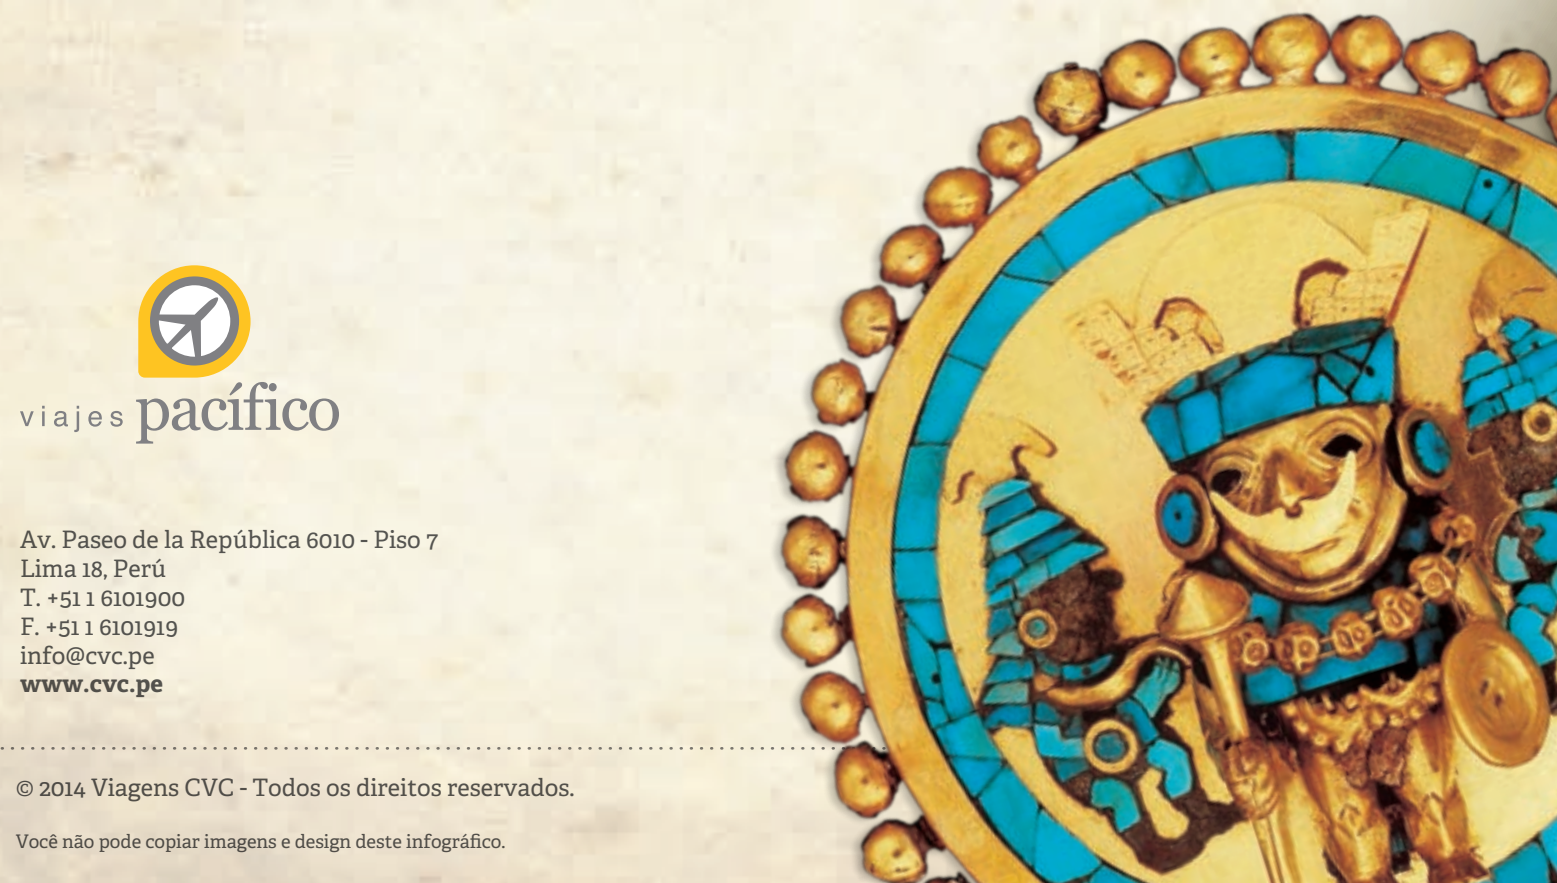 viajes pacífico
Av. Paseo de la República 6010 - Piso 7
Lima 18, Perú
T. +51 1 6101900
F. +51 1 6101919
info@cvc.pe
www.cvc.pe
© 2014 Viagens CVC - Todos os direitos reservados.
Você não pode copiar imagens e design deste infográfico.